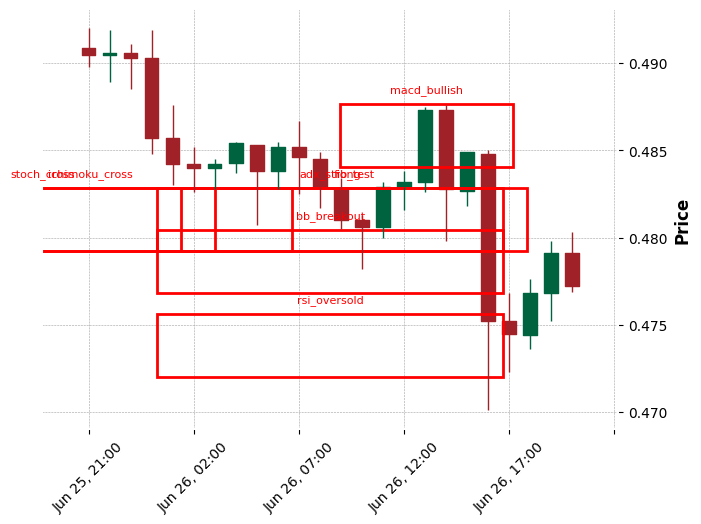 macd_bullish
0.490
0.485
stoch_cross
ichimoku_cross
fib_test
bb_breakout
0.480
Price
rsi_oversold
0.475
0.470
Jun 25, 21:00
Jun 26, 02:00
Jun 26, 07:00
Jun 26, 12:00
Jun 26, 17:00